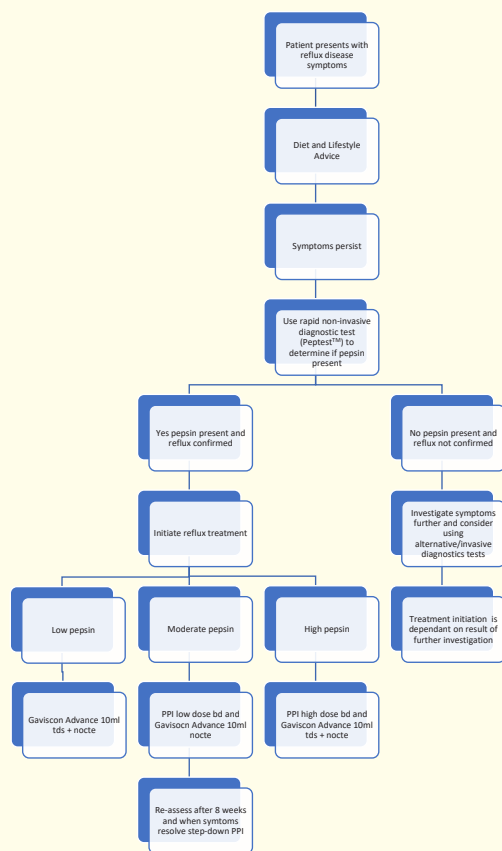 Patient presents with
reflux disease
symptoms
Diet and Lifestyle
Advice
Symptoms persist
Use rapid non-invasive
diagnostic test
(Peptest™) to
determine if pepsin
present
Yes pepsin present and
reflux confirmed
No pepsin present and
reflux not confirmed
Initiate reflux treatment
Investigate symptoms
further and consider
using
alternative/invasive
diagnostics tests
Low pepsin
Moderate pepsin
High pepsin
Treatment initiation is
dependant on result of
further investigation
Gaviscon Advance 10ml
tds + nocte
PPI low dose bd and
Gavisocn Advance 10ml
nocte
PPI high dose bd and
Gaviscon Advance 10ml
tds + nocte
Re-assess after 8 weeks
and when symtoms
resolve step-down PPI